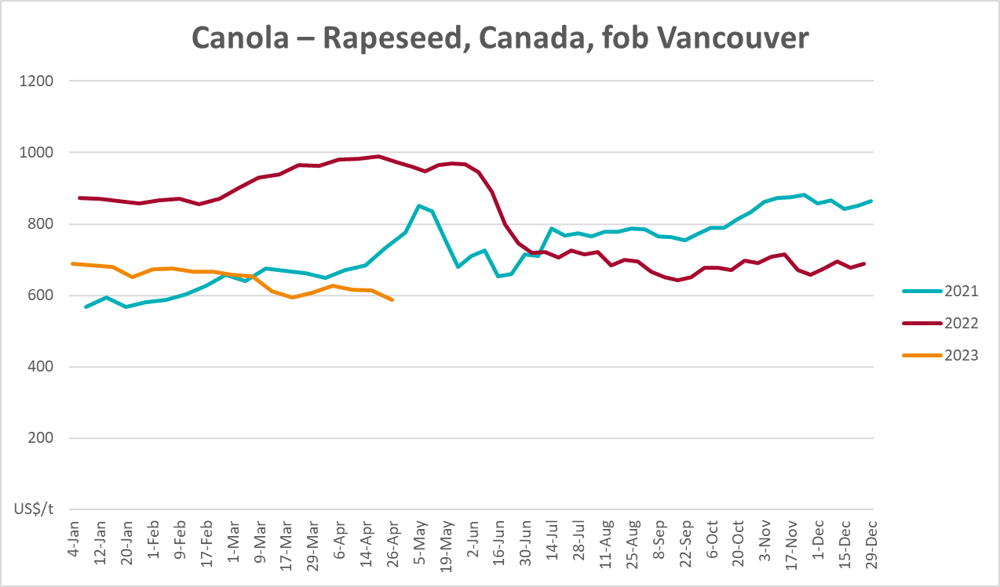 Canola – Rapeseed, Canada, fob Vancouver
1200
1000
800
600
400
200
US$/t
4-Jan
12-Jan
20-Jan
1-Feb
9-Feb
17-Feb
1-Mar
9-Mar
17-Mar
29-Mar
6-Apr
14-Apr
26-Apr
5-May
19-May
2-Jun
16-Jun
30-Jun
14-Jul
28-Jul
11-Aug
25-Aug
8-Sep
22-Sep
6-Oct
20-Oct
3-Nov
17-Nov
1-Dec
15-Dec
29-Dec
2021
2022
2023